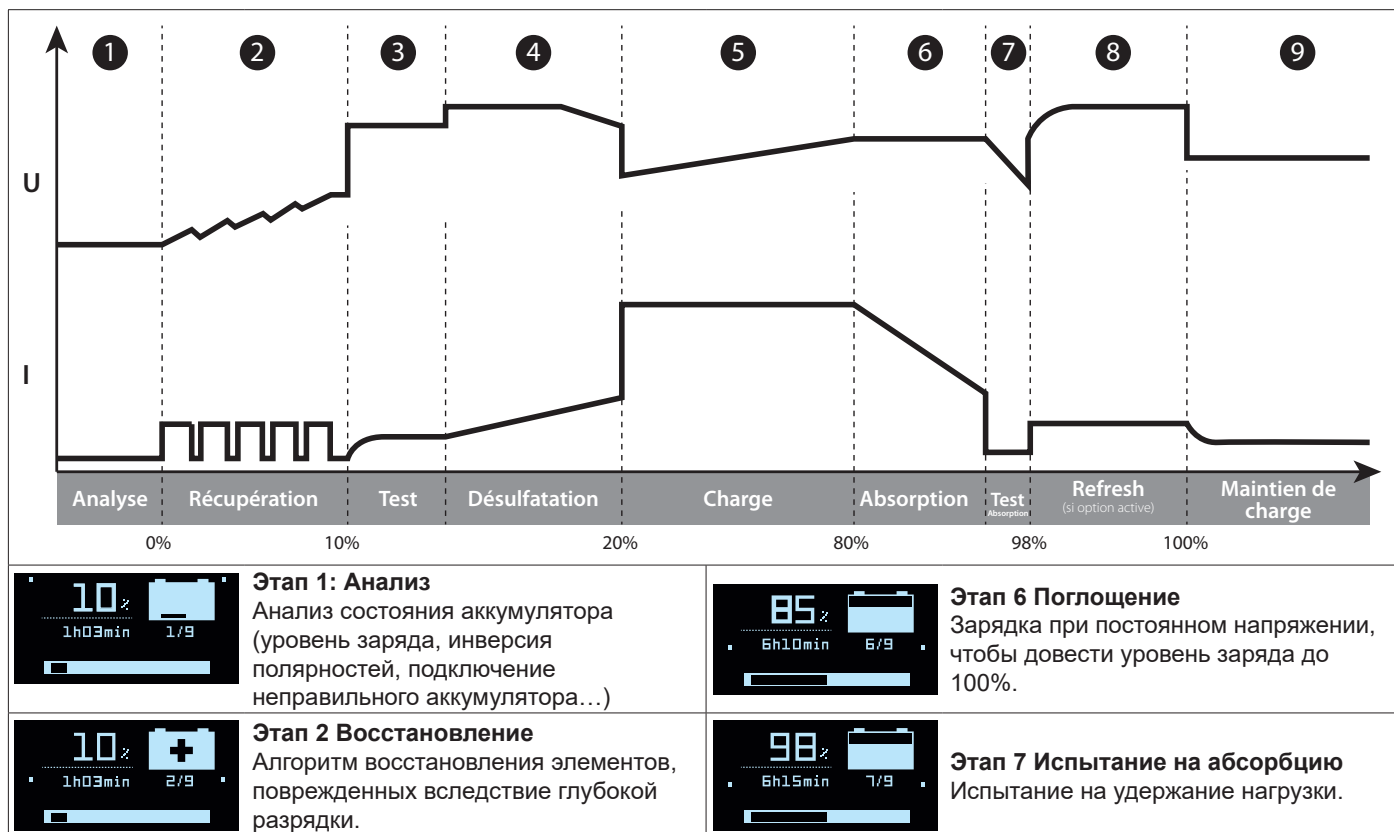 1 2 3 4 5 6 7 8 9
U
I
Analyse Récupération Test Désulfatation Charge Absorption Test Absorption Refresh (si option active) Maintien de charge
0% 10% 20% 80% 98% 100%
10%
1h03min 1/9
Этап 1: Анализ
Анализ состояния аккумулятора
(уровень заряда, инверсия
полярностей, подключение
неправильного аккумулятора…)
85%
6h10min 6/9
Этап 6 Поглощение
Зарядка при постоянном напряжении,
чтобы довести уровень заряда до
100%.
10%
1h03min 2/9
Этап 2 Восстановление
Алгоритм восстановления элементов,
поврежденных вследствие глубокой
разрядки.
98%
6h15min 7/9
Этап 7 Испытание на абсорбцию
Испытание на удержание нагрузки.